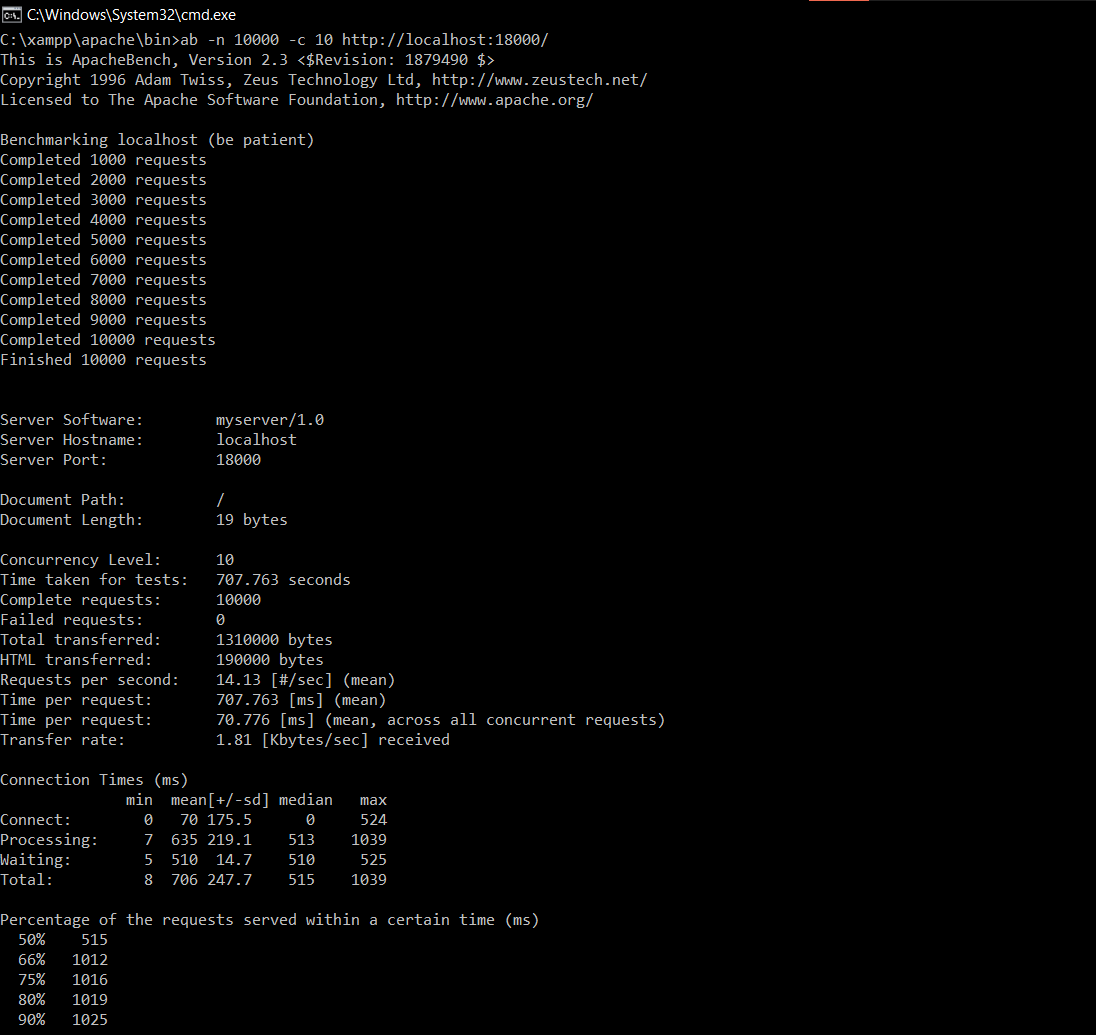 C:\Windows\System32\cmd.exe
C:\xampp\apache\bin>ab -n 10000 -c 10 http://localhost:18000/
This is ApacheBench, Version 2.3 <$Revision: 1879490 $>
Copyright 1996 Adam Twiss, Zeus Technology Ltd, http://www.zeustech.net/
Licensed to The Apache Software Foundation, http://www.apache.org/

Benchmarking localhost (be patient)
Completed 1000 requests
Completed 2000 requests
Completed 3000 requests
Completed 4000 requests
Completed 5000 requests
Completed 6000 requests
Completed 7000 requests
Completed 8000 requests
Completed 9000 requests
Completed 10000 requests
Finished 10000 requests

Server Software:        myserver/1.0
Server Hostname:        localhost
Server Port:            18000

Document Path:          /
Document Length:        19 bytes

Concurrency Level:      10
Time taken for tests:   707.763 seconds
Complete requests:      10000
Failed requests:        0
Total transferred:      1310000 bytes
HTML transferred:       190000 bytes
Requests per second:    14.13 [#/sec] (mean)
Time per request:       707.763 [ms] (mean)
Time per request:       70.776 [ms] (mean, across all concurrent requests)
Transfer rate:          1.81 [Kbytes/sec] received

Connection Times (ms)
              min  mean[+/-sd] median   max
Connect:        0   70 175.5      0     524
Processing:     7  635 219.1    513    1039
Waiting:        5  510  14.7    510     525
Total:          8  706 247.7    515    1039

Percentage of the requests served within a certain time (ms)
  50%    515
  66%   1012
  75%   1016
  80%   1019
  90%   1025